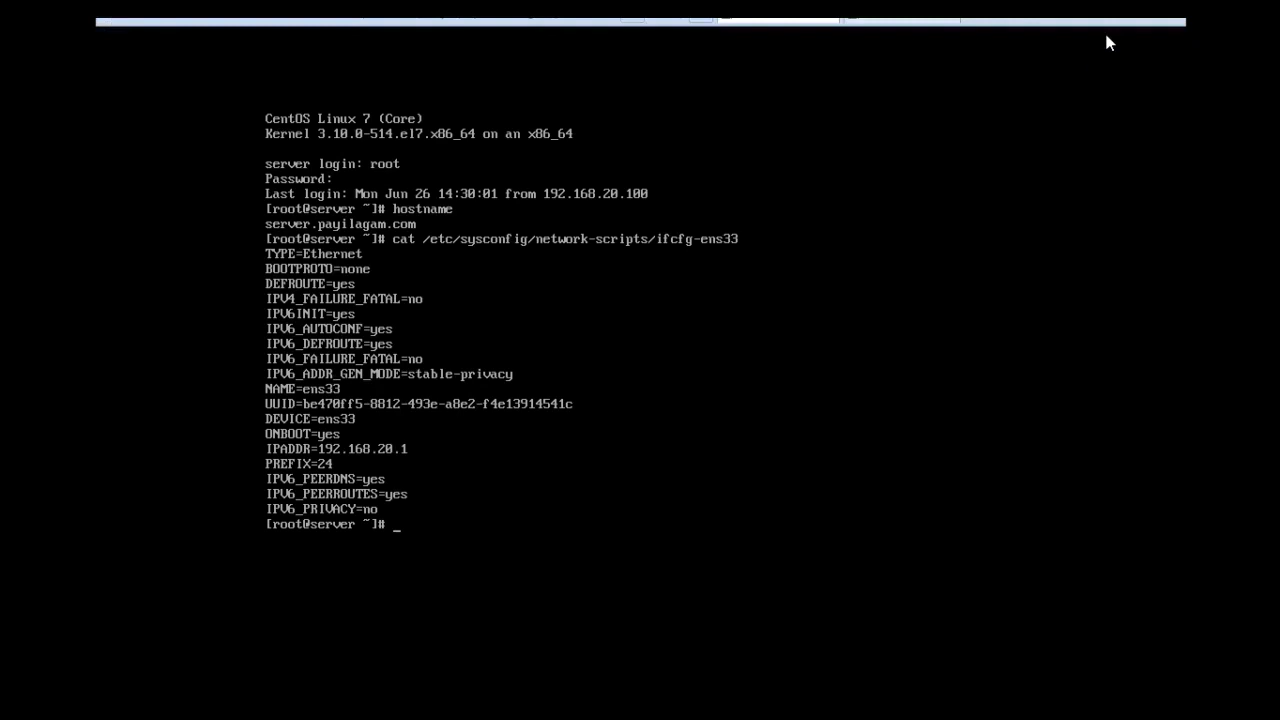 CentOS Linux 7 (Core)
Kernel 3.10.0-514.el7.x86_64 on an x86_64
server login: root
Password:
Last login: Mon Jun 26 14:30:01 from 192.168.20.100
[root@server ~]# hostname
server.payilagam.com
[root@server ~]# cat /etc/sysconfig/network-scripts/ifcfg-ens33
TYPE=Ethernet
BOOTPROTO=none
DEFROUTE=yes
IPV4_FAILURE_FATAL=no
IPV6INIT=yes
IPV6_AUTOCONF=yes
IPV6_DEFROUTE=yes
IPV6_FAILURE_FATAL=no
IPV6_ADDR_GEN_MODE=stable-privacy
NAME=ens33
UUID=be470ff5-8812-493e-a8e2-f4e13914541c
DEVICE=ens33
ONBOOT=yes
IPADDR=192.168.20.1
PREFIX=24
IPV6_PEERDNS=yes
IPV6_PEERROUTES=yes
IPV6_PRIVACY=no
[root@server ~]# _